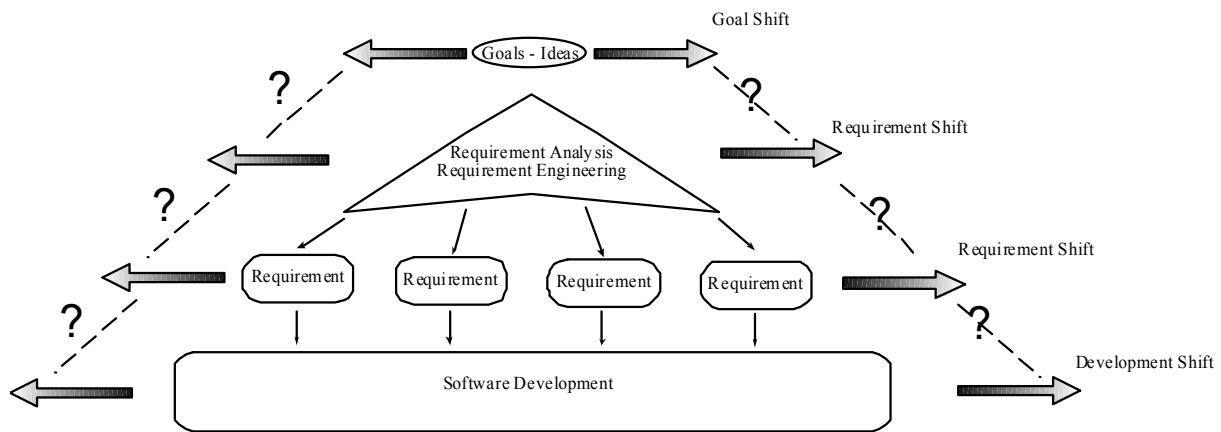 Goal Shift
Goals - Ideas
?
?
Requirement Shift
Requirement Analysis
Requirement Engineering
?
?
Requirement Shift
Requirement
Requirement
Requirement
Requirement
?
?
Development Shift
Software Development